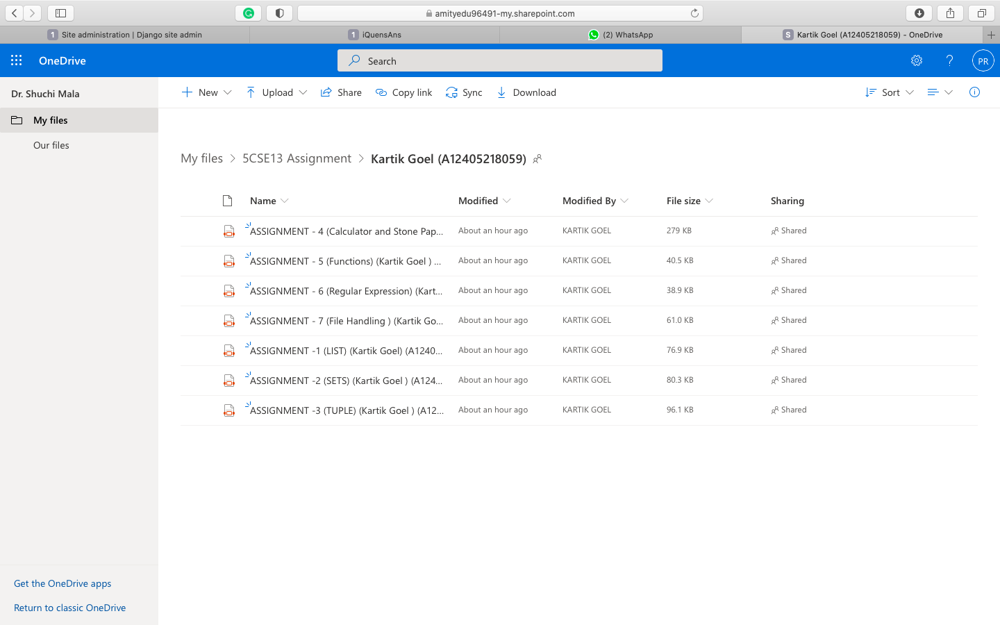 amityedu96491-my.sharepoint.com
1 Site administration | Django site admin
1 iQuensAns
(2) WhatsApp
S Kartik Goel (A12405218059) - OneDrive
OneDrive
Search
?
PR
Dr. Shuchi Mala
New
Upload
Share
Copy link
Sync
Download
Sort
My files
Our files
My files > 5CSE13 Assignment > Kartik Goel (A12405218059)
Name Modified Modified By File size Sharing
ASSIGNMENT - 4 (Calculator and Stone Pap... About an hour ago KARTIK GOEL 279 KB Shared
ASSIGNMENT - 5 (Functions) (Kartik Goel ) ... About an hour ago KARTIK GOEL 40.5 KB Shared
ASSIGNMENT - 6 (Regular Expression) (Kart... About an hour ago KARTIK GOEL 38.9 KB Shared
ASSIGNMENT - 7 (File Handling ) (Kartik Go... About an hour ago KARTIK GOEL 61.0 KB Shared
ASSIGNMENT -1 (LIST) (Kartik Goel) (A1240... About an hour ago KARTIK GOEL 76.9 KB Shared
ASSIGNMENT -2 (SETS) (Kartik Goel ) (A124... About an hour ago KARTIK GOEL 80.3 KB Shared
ASSIGNMENT -3 (TUPLE) (Kartik Goel ) (A12... About an hour ago KARTIK GOEL 96.1 KB Shared
Get the OneDrive apps
Return to classic OneDrive